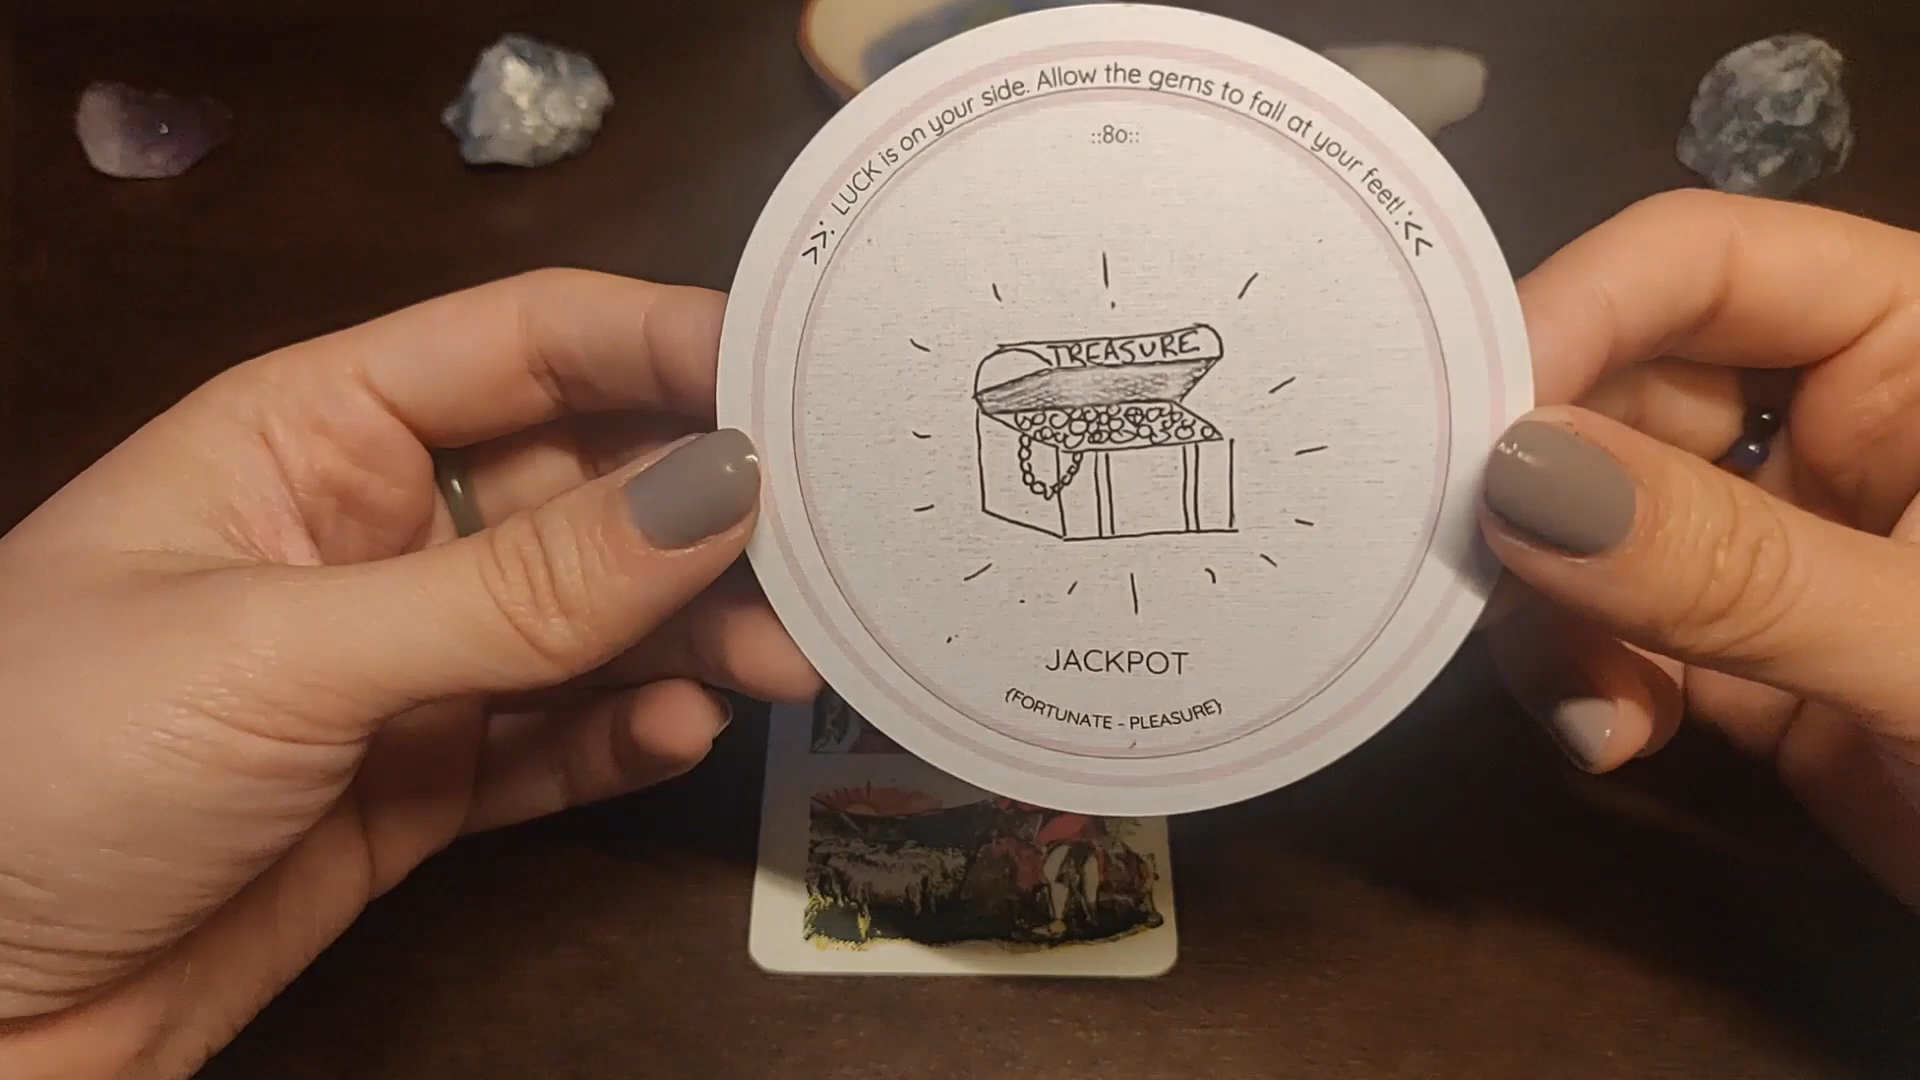 >>:· LUCK is on your side. Allow the gems to fall at your feet! ·:<<
::80::
TREASURE
JACKPOT
{FORTUNATE - PLEASURE}